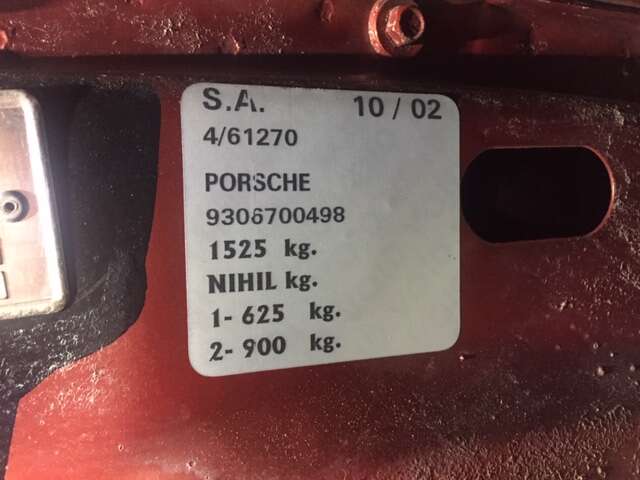 S.A. 10 / 02
4/61270
PORSCHE
9306700498
1525 kg.
NIHIL kg.
1- 625 kg.
2- 900 kg.